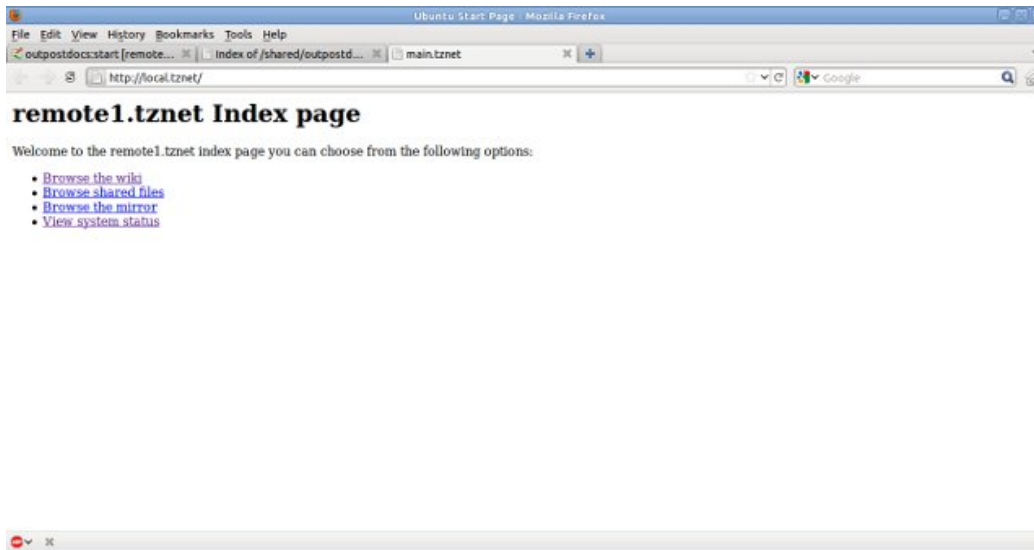 Ubuntu Start Page - Mozilla Firefox
File Edit View History Bookmarks Tools Help
outpostdocs:start [remote... Index of /shared/outpostd... main.tznet
http://local.tznet/ Google
remote1.tznet Index page
Welcome to the remote1.tznet index page you can choose from the following options:
• Browse the wiki
• Browse shared files
• Browse the mirror
• View system status